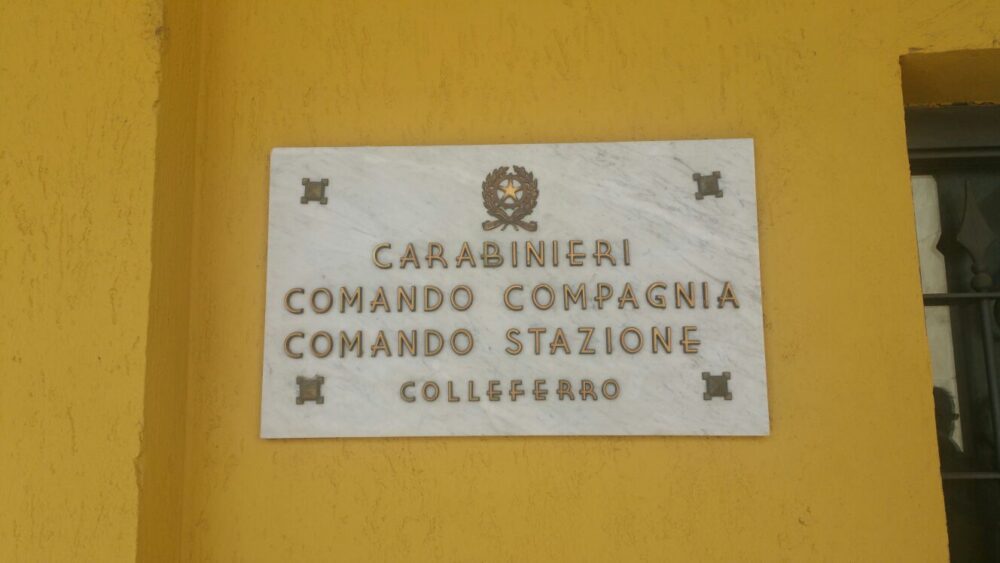 CARABINIERI
COMANDO COMPAGNIA
COMANDO STAZIONE
COLLEFERRO